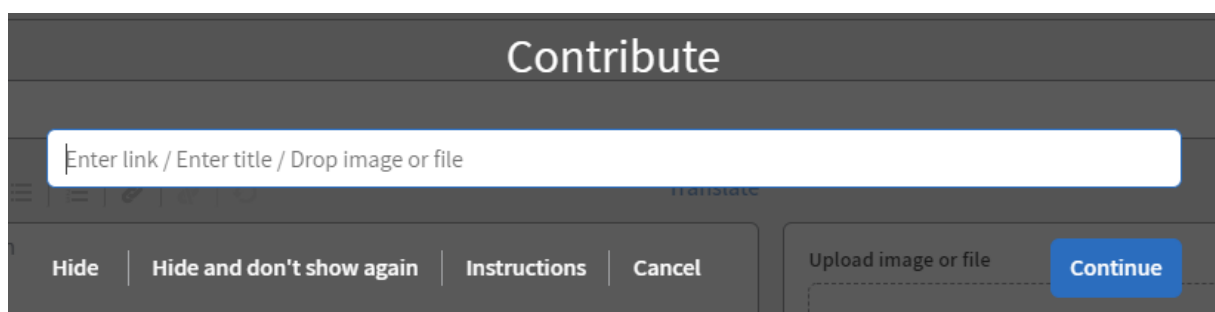 Contribute
Enter link / Enter title / Drop image or file
Translate
Hide
Hide and don't show again
Instructions
Cancel
Upload image or file
Continue